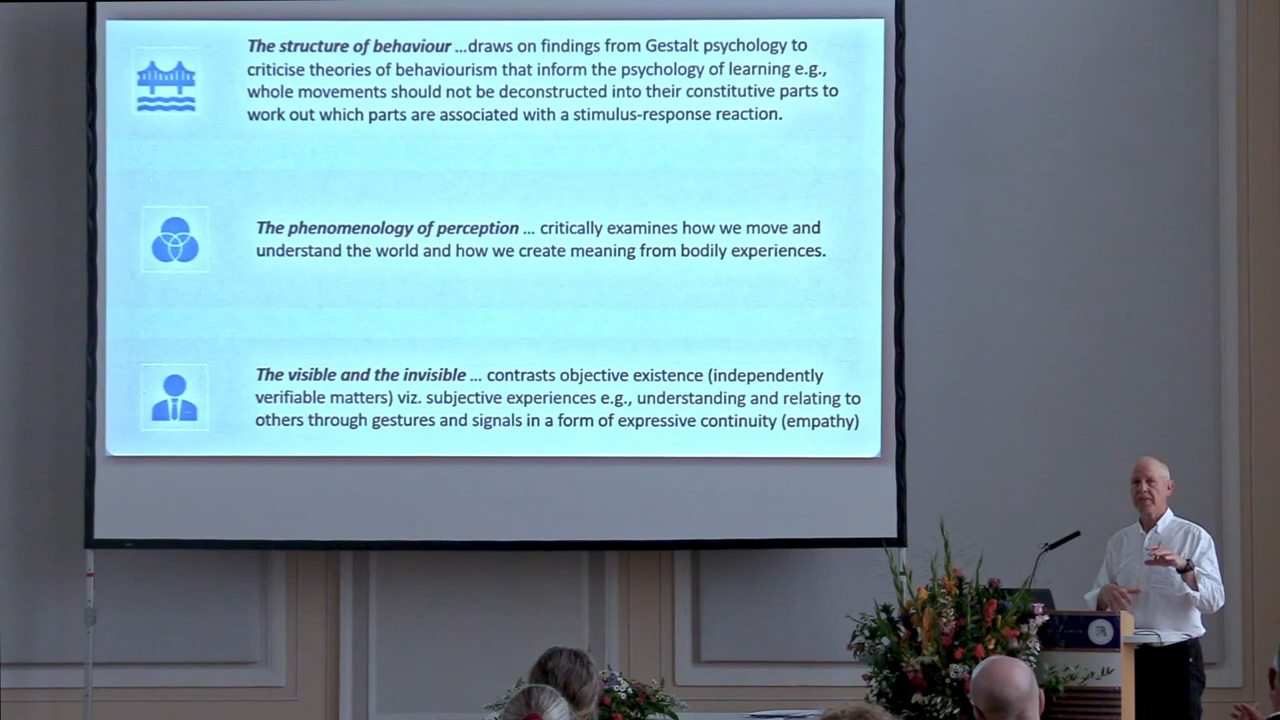 The structure of behaviour ...draws on findings from Gestalt psychology to
criticise theories of behaviourism that inform the psychology of learning e.g.,
whole movements should not be deconstructed into their constitutive parts to
work out which parts are associated with a stimulus-response reaction.
The phenomenology of perception ... critically examines how we move and
understand the world and how we create meaning from bodily experiences.
The visible and the invisible ... contrasts objective existence (independently
verifiable matters) viz. subjective experiences e.g., understanding and relating to
others through gestures and signals in a form of expressive continuity (empathy)